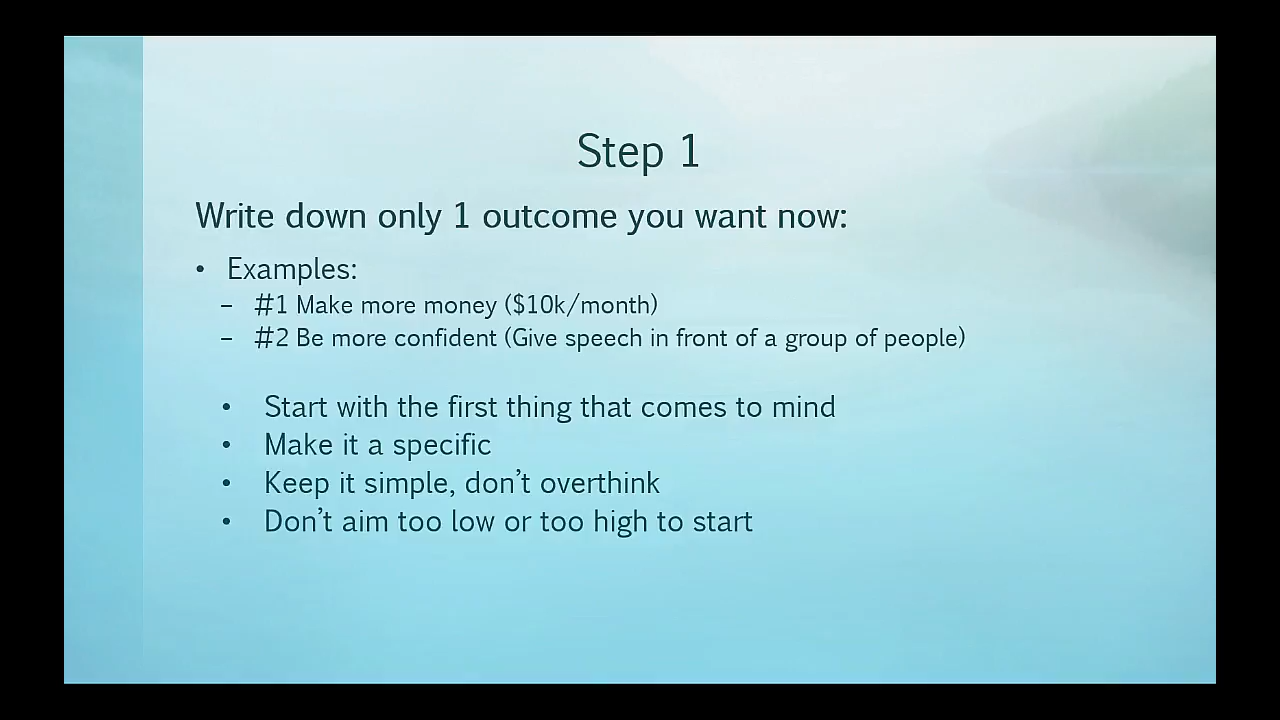 Step 1
Write down only 1 outcome you want now:
• Examples:
– #1 Make more money ($10k/month)
– #2 Be more confident (Give speech in front of a group of people)
• Start with the first thing that comes to mind
• Make it a specific
• Keep it simple, don’t overthink
• Don’t aim too low or too high to start